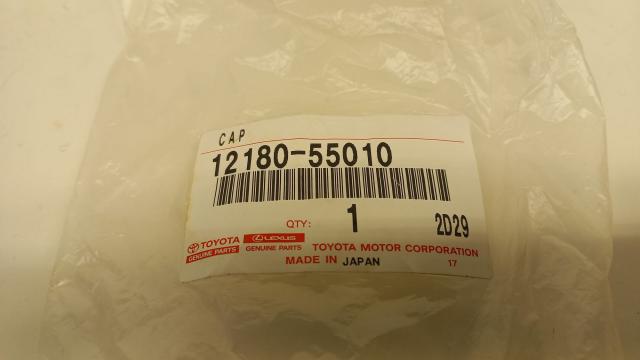 CAP
12180-55010
QTY: 1 2D29
TOYOTA LEXUS
GENUINE PARTS GENUINE PARTS TOYOTA MOTOR CORPORATION
MADE IN JAPAN 17